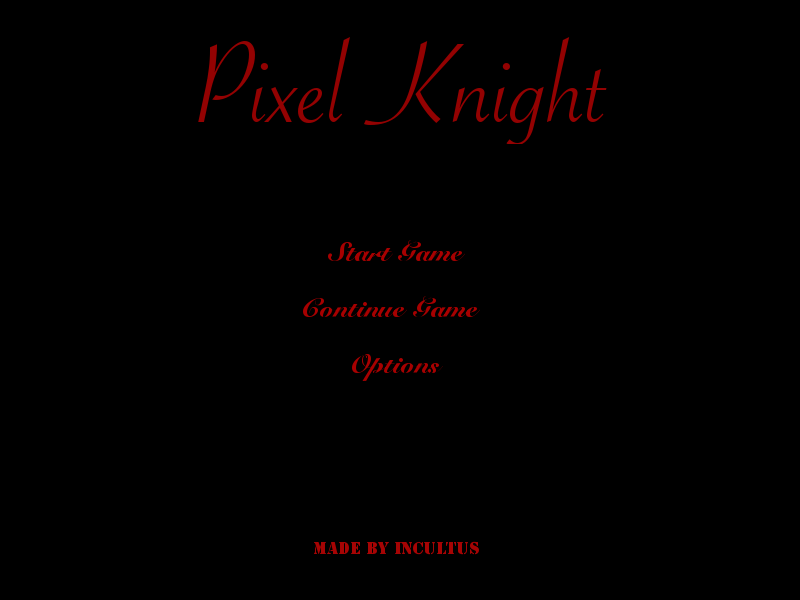 Pixel Knight
Start Game
Continue Game
Options
MADE BY INCULTUS